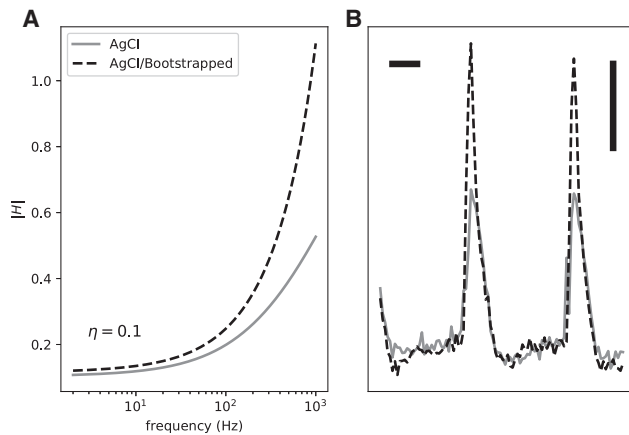 A
B
AgCl
AgCl/Bootstrapped
1.0
0.8
0.6
0.4
0.2
|H|
η = 0.1
10¹
10²
10³
frequency (Hz)